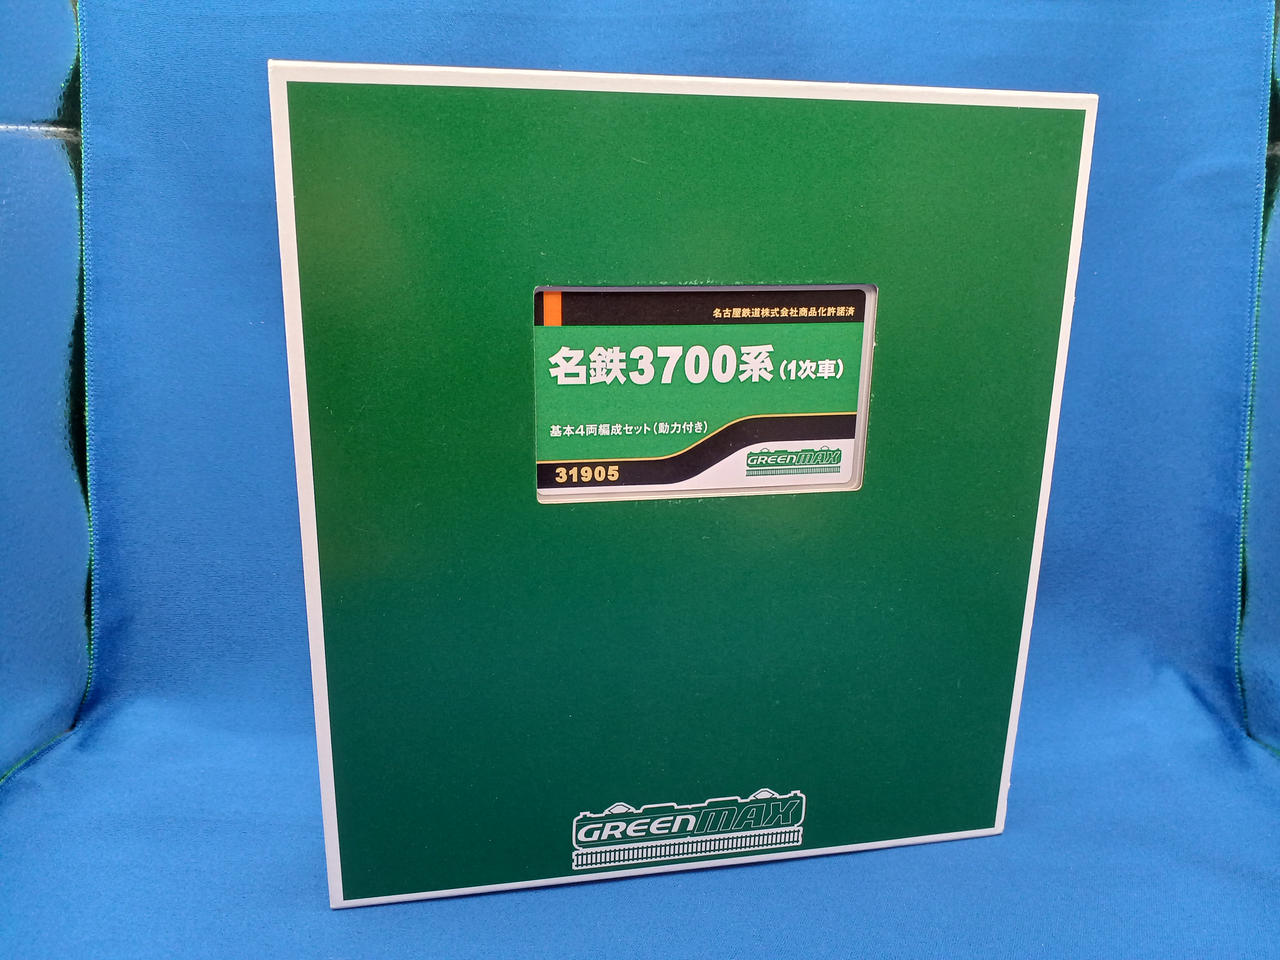 名古屋鉄道株式会社商品化許諾済
名鉄3700系(1次車)
基本4両編成セット(動力付き)
31905
GREENMAX
GREENMAX